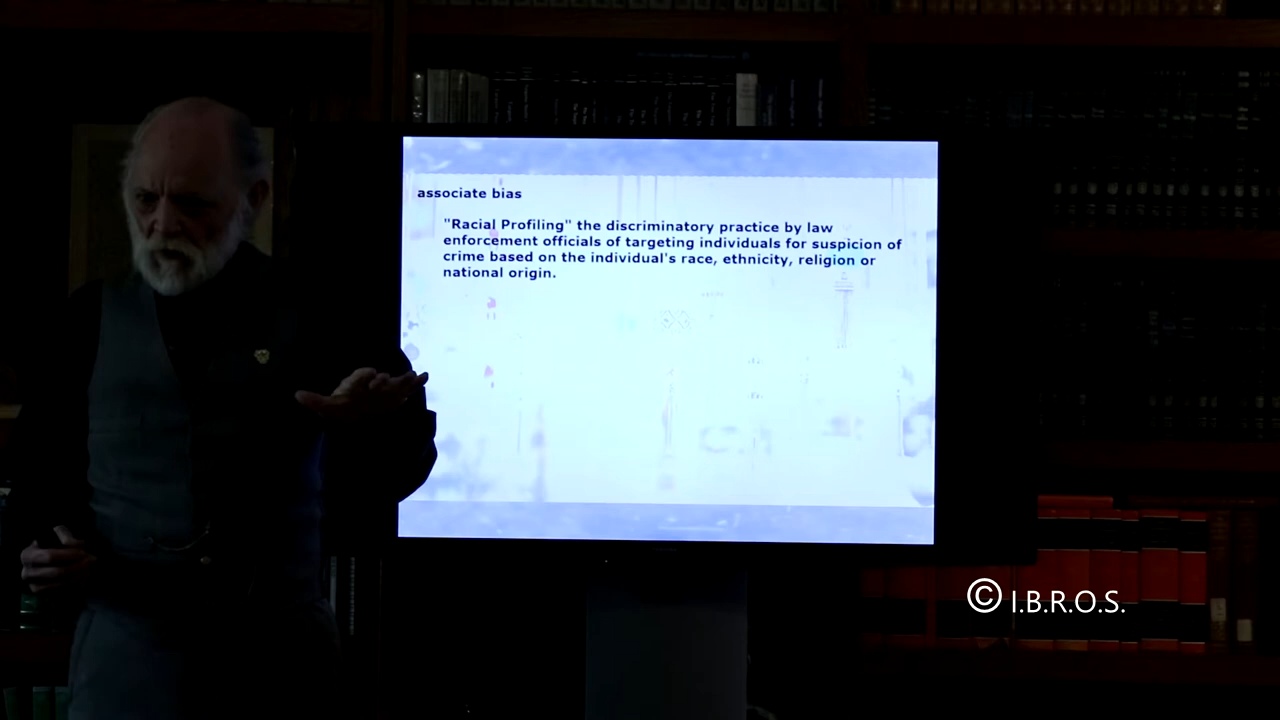 associate bias
"Racial Profiling" the discriminatory practice by law
enforcement officials of targeting individuals for suspicion of
crime based on the individual's race, ethnicity, religion or
national origin.
© I.B.R.O.S.